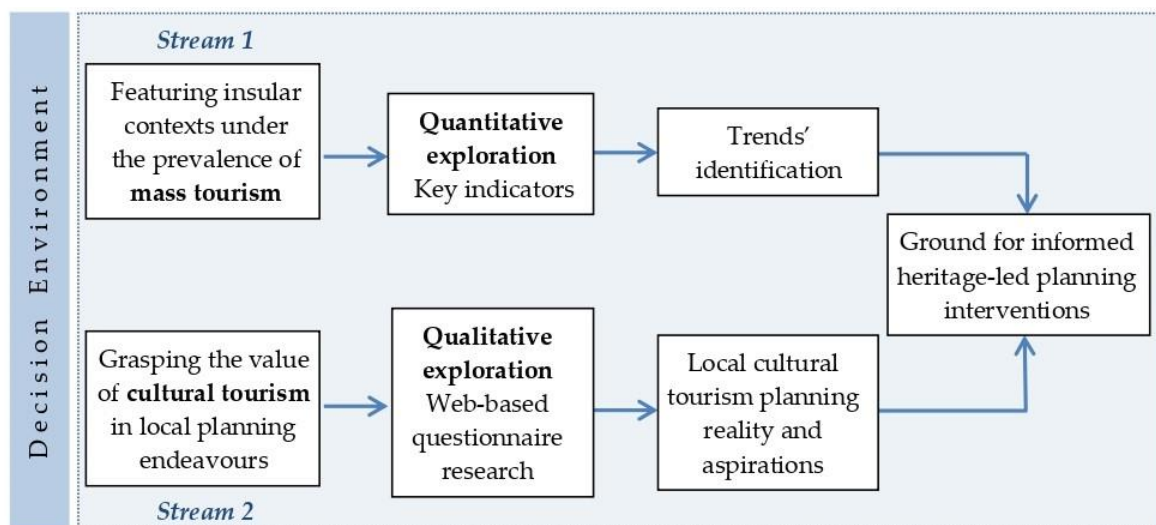 Decision Environment
Stream 1
Featuring insular
contexts under
the prevalence of
mass tourism
Quantitative
exploration
Key indicators
Trends’
identification
Ground for informed
heritage-led planning
interventions
Grasping the value
of cultural tourism
in local planning
endeavours
Qualitative
exploration
Web-based
questionnaire
research
Local cultural
tourism planning
reality and
aspirations
Stream 2